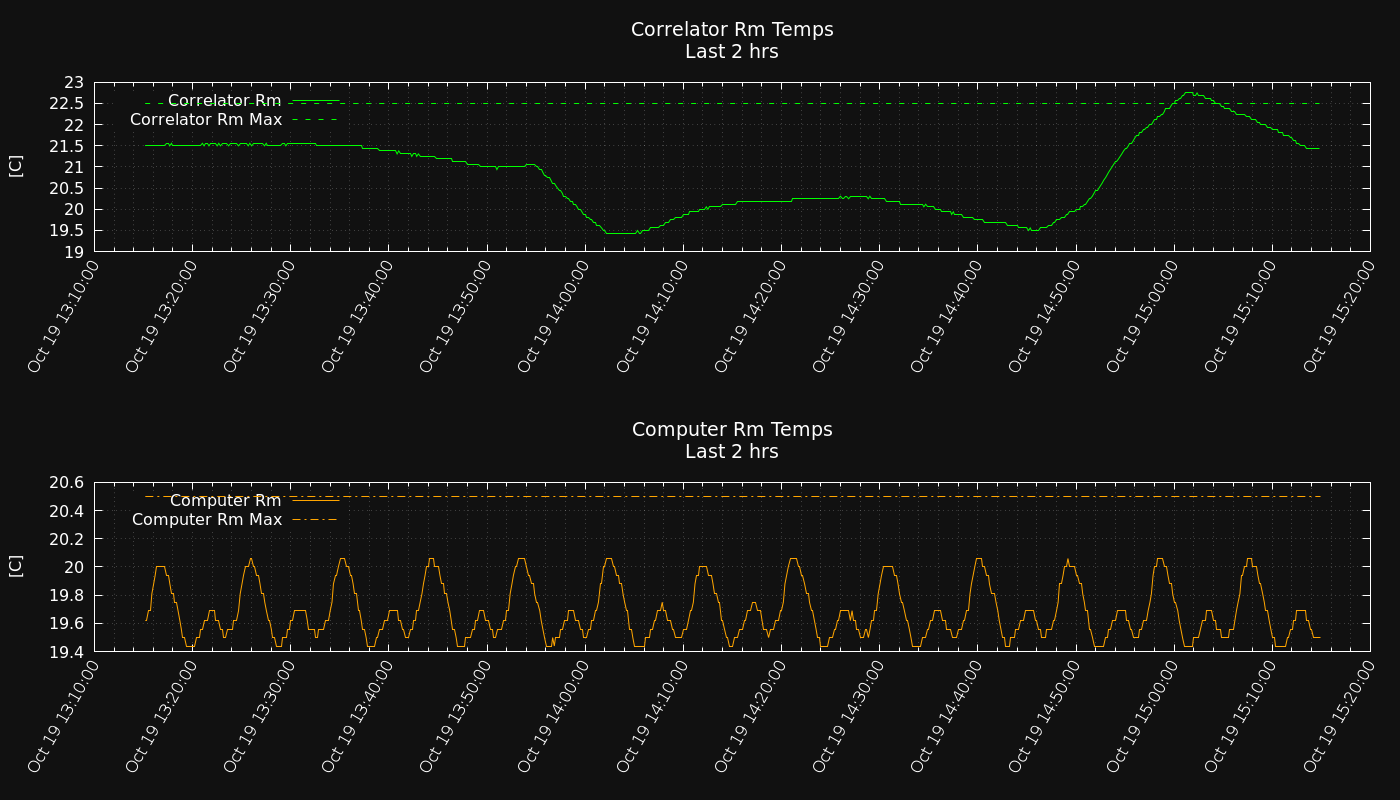 Correlator Rm Temps
Last 2 hrs
23
22.5
22
21.5
21
20.5
20
19.5
19
[C]
Correlator Rm
Correlator Rm Max
Oct 19 13:10:00
Oct 19 13:20:00
Oct 19 13:30:00
Oct 19 13:40:00
Oct 19 13:50:00
Oct 19 14:00:00
Oct 19 14:10:00
Oct 19 14:20:00
Oct 19 14:30:00
Oct 19 14:40:00
Oct 19 14:50:00
Oct 19 15:00:00
Oct 19 15:10:00
Oct 19 15:20:00
Computer Rm Temps
Last 2 hrs
20.6
20.4
20.2
20
19.8
19.6
19.4
[C]
Computer Rm
Computer Rm Max
Oct 19 13:10:00
Oct 19 13:20:00
Oct 19 13:30:00
Oct 19 13:40:00
Oct 19 13:50:00
Oct 19 14:00:00
Oct 19 14:10:00
Oct 19 14:20:00
Oct 19 14:30:00
Oct 19 14:40:00
Oct 19 14:50:00
Oct 19 15:00:00
Oct 19 15:10:00
Oct 19 15:20:00